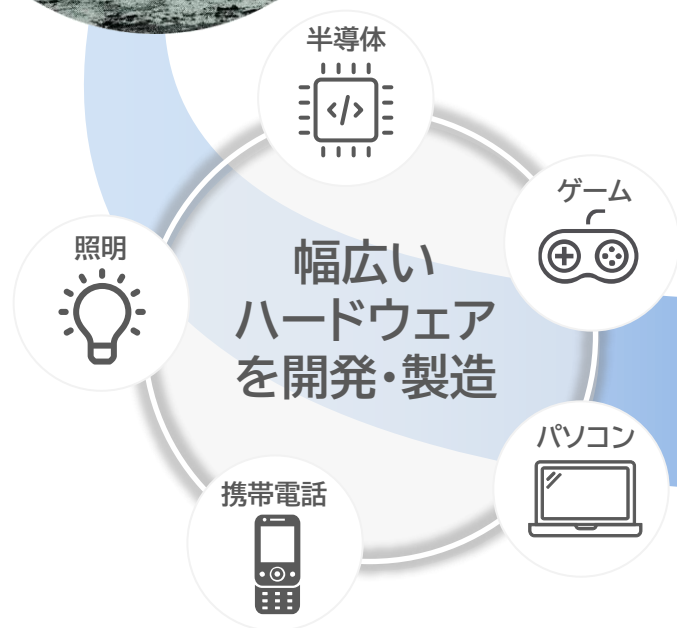 半導体
ゲーム
照明
幅広い
ハードウェア
を開発・製造
パソコン
携帯電話